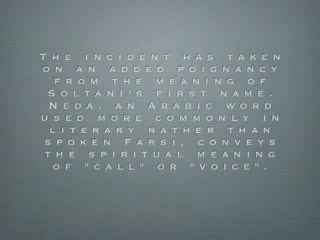 The incident has taken
on an added poignancy
from the meaning of
Soltani's first name.
Neda, an Arabic word
used more commonly in
literary rather than
spoken Farsi, conveys
the spiritual meaning
of "call" or "voice".